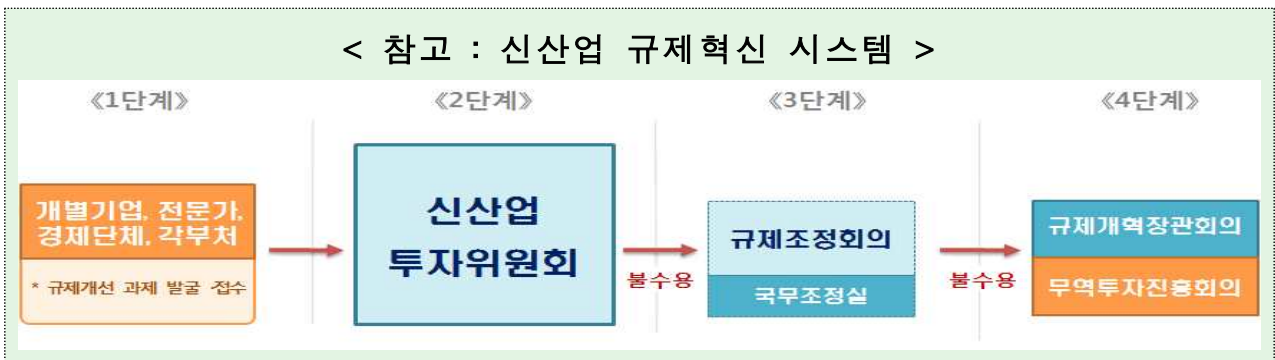 < 참고 : 신산업 규제혁신 시스템 >
《1단계》
《2단계》
《3단계》
《4단계》
개별기업, 전문가,
경제단체, 각부처
* 규제개선 과제 발굴·접수
신산업
투자위원회
불수용
규제조정회의
국무조정실
불수용
규제개혁장관회의
무역투자진흥회의